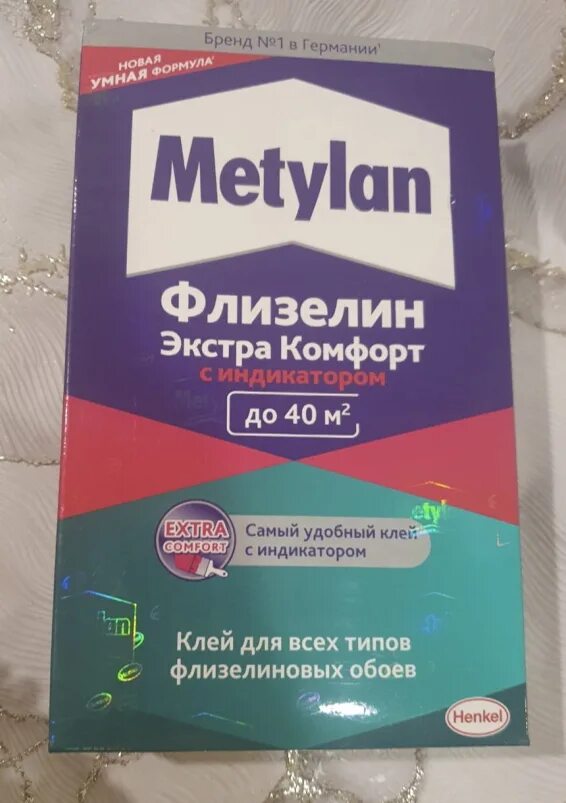 Бренд №1 в Германии¹
НОВАЯ
УМНАЯ ФОРМУЛА
Metylan
Флизелин
Экстра Комфорт
с индикатором
до 40 м²
EXTRA
COMFORT
Самый удобный клей
с индикатором
Клей для всех типов
флизелиновых обоев
Henkel